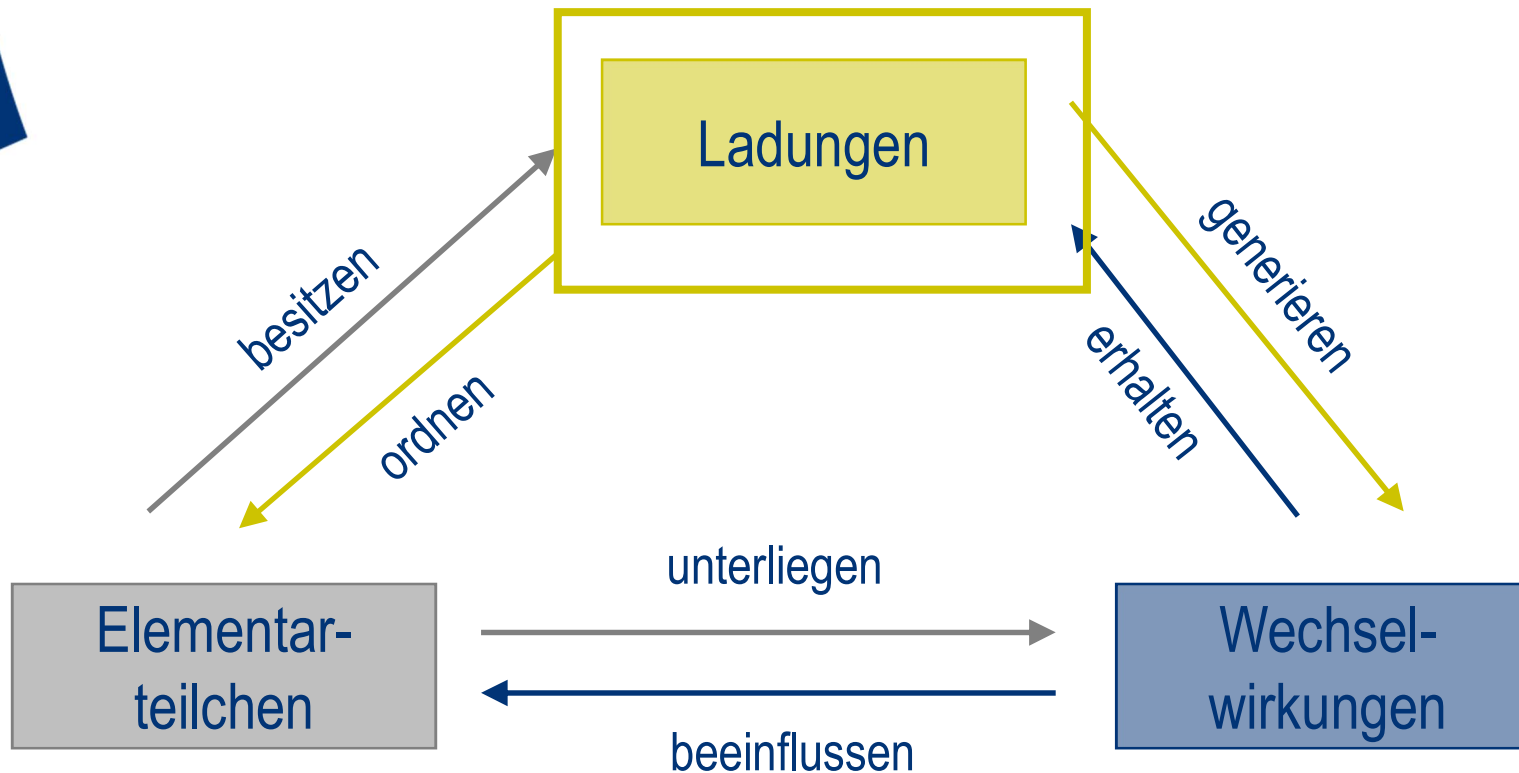 Ladungen
besitzen
ordnen
generieren
erhalten
unterliegen
Elementar-
teilchen
Wechsel-
wirkungen
beeinflussen